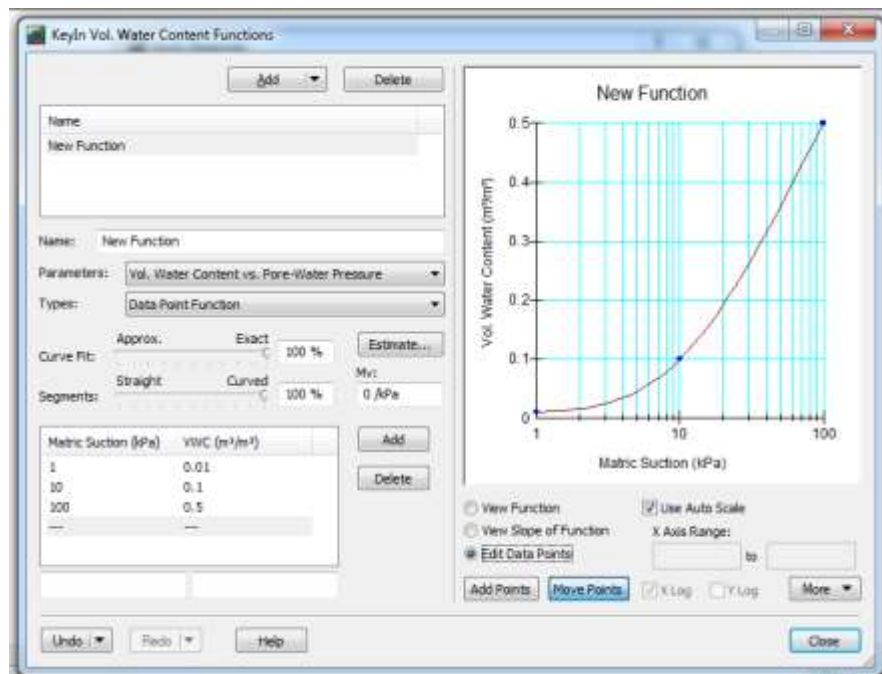 KeyIn Vol. Water Content Functions
Add
Delete
Name
New Function
Name: New Function
Parameters: Vol. Water Content vs. Pore-Water Pressure
Types: Data Point Function
Approx. Exact
Curve Fit: 100 %
Estimate...
Straight Curved
Segments: 100 %
Mv:
0 /kPa
Matric Suction (kPa) VWC (m³/m³)
1 0.01
10 0.1
100 0.5
--- ---
Add
Delete
New Function
Vol. Water Content (m³/m³)
0.5
0.4
0.3
0.2
0.1
0
1 10 100
Matric Suction (kPa)
View Function
Use Auto Scale
View Slope of Function
X Axis Range:
Edit Data Points
to
Add Points
Move Points
X Log
Y Log
More
Undo
Redo
Help
Close